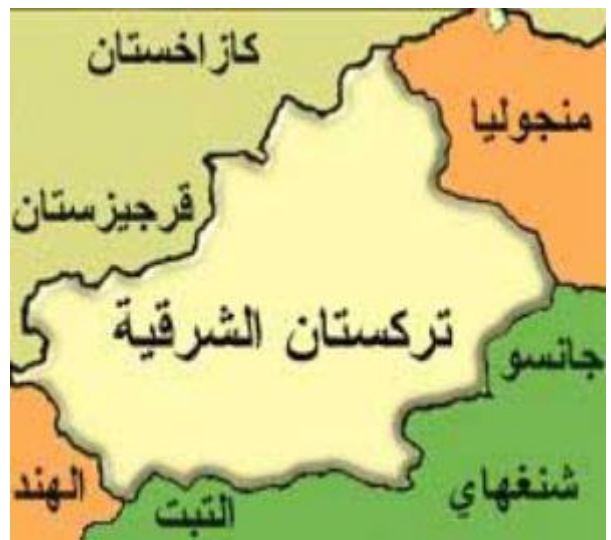 كازاخستان
منجوليا
قرجيزستان
تركستان الشرقية
جانسو
شنغهاي
الهند
التبت